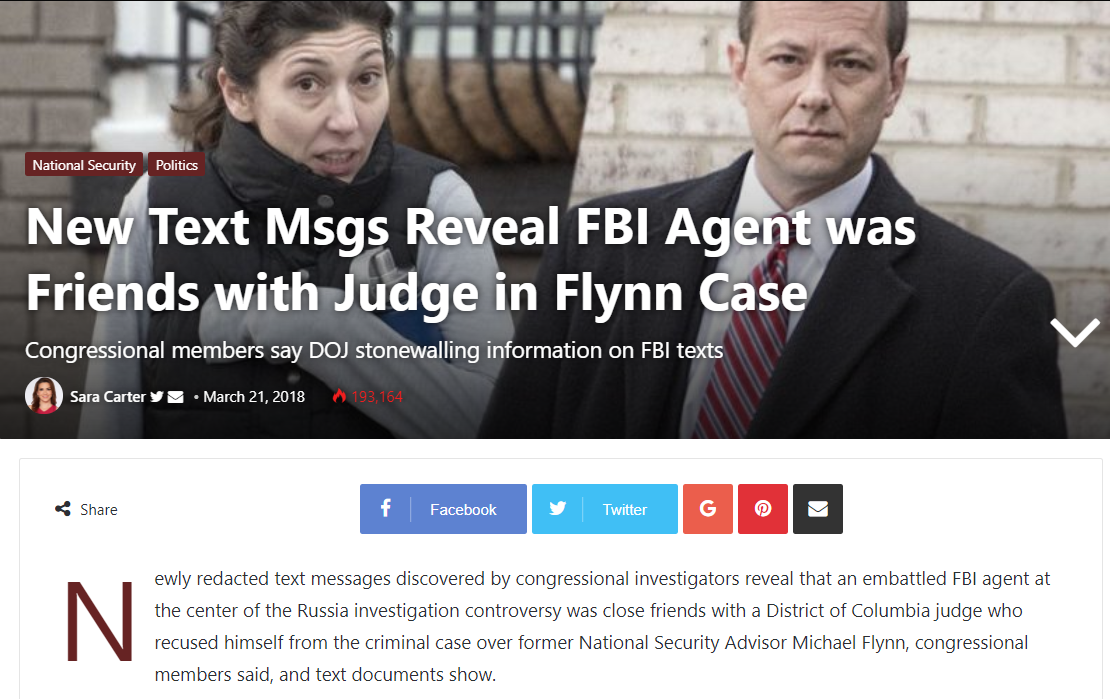 National Security Politics
New Text Msgs Reveal FBI Agent was
Friends with Judge in Flynn Case
Congressional members say DOJ stonewalling information on FBI texts
Sara Carter • March 21, 2018 193,164
Share Facebook Twitter
Newly redacted text messages discovered by congressional investigators reveal that an embattled FBI agent at
the center of the Russia investigation controversy was close friends with a District of Columbia judge who
recused himself from the criminal case over former National Security Advisor Michael Flynn, congressional
members said, and text documents show.